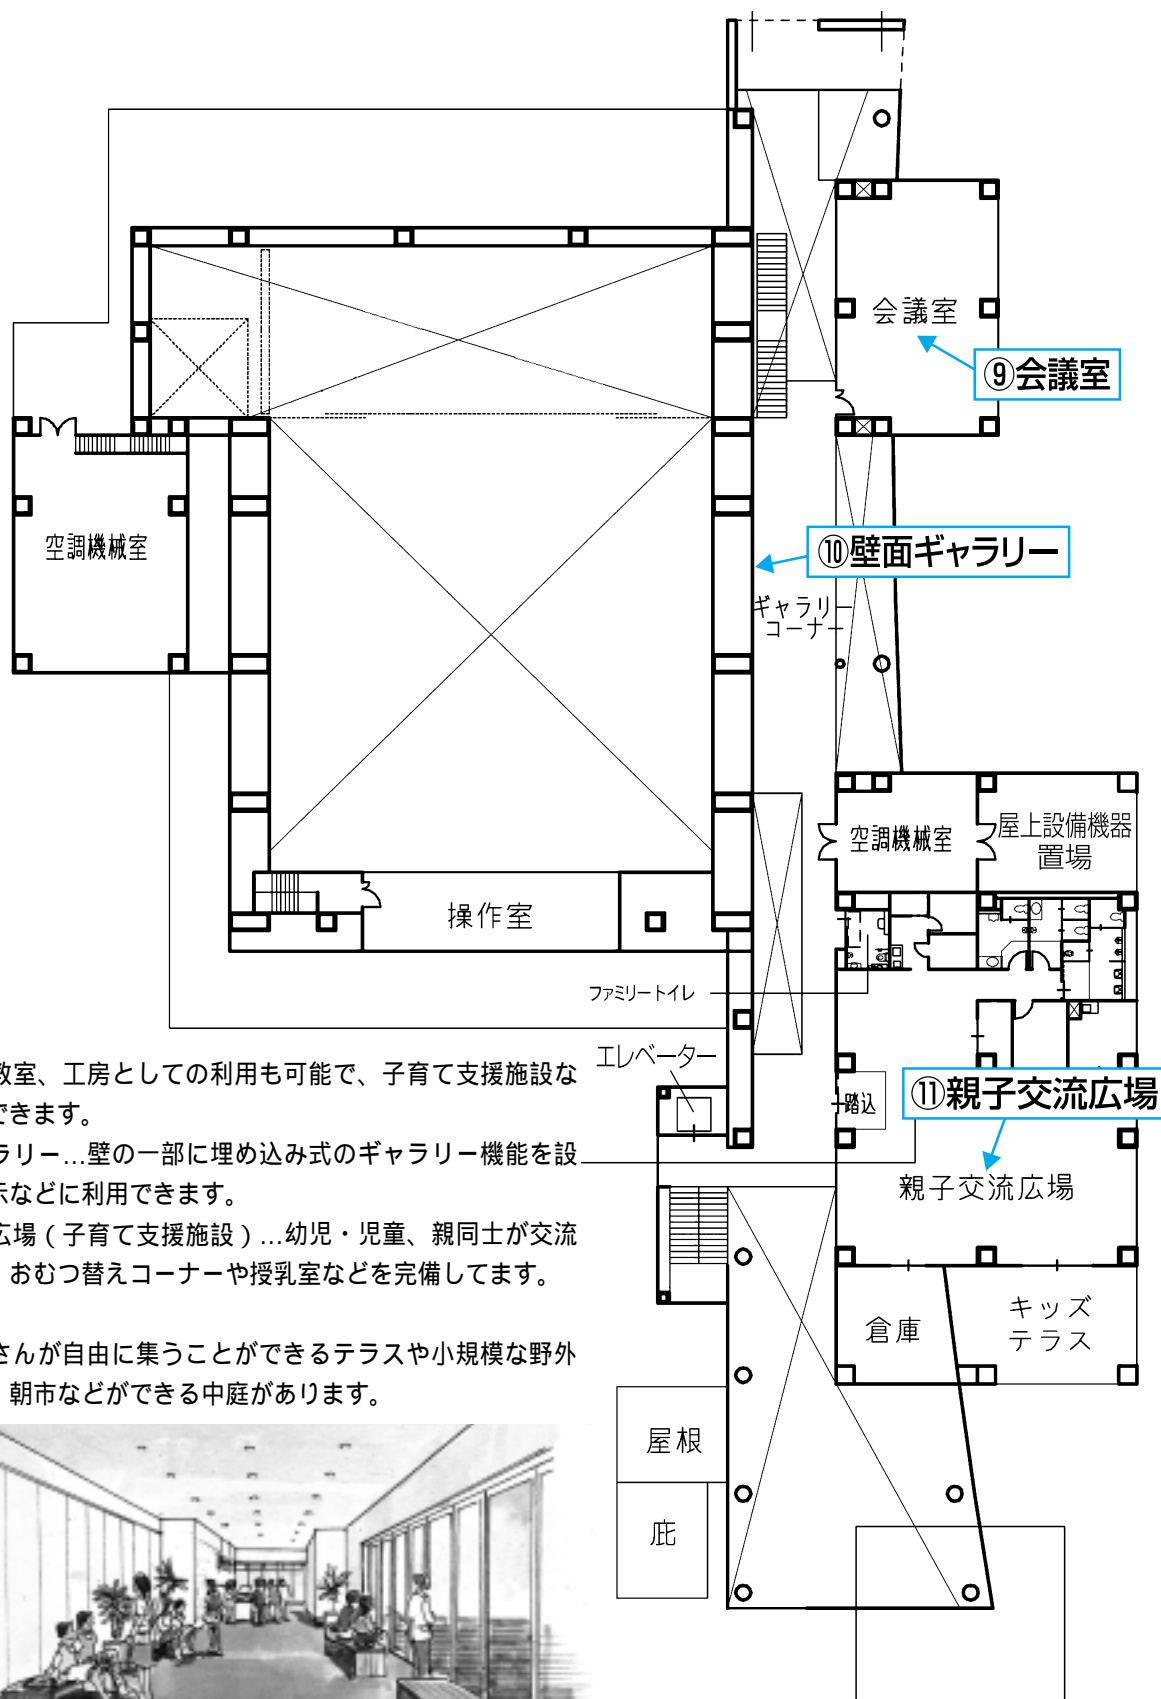 会議室
⑨会議室
空調機械室
⑩壁面ギャラリー
ギャラリー
コーナー
空調機械室
屋上設備機器
置場
操作室
ファミリートイレ
エレベーター
踏込
⑪親子交流広場
親子交流広場
倉庫
キッズ
テラス
屋根
庇
教室、工房としての利用も可能で、子育て支援施設な
できます。
ラリー…壁の一部に埋め込み式のギャラリー機能を設
示などに利用できます。
広場(子育て支援施設)…幼児・児童、親同士が交流
おむつ替えコーナーや授乳室などを完備してます。
さんが自由に集うことができるテラスや小規模な野外
朝市などができる中庭があります。